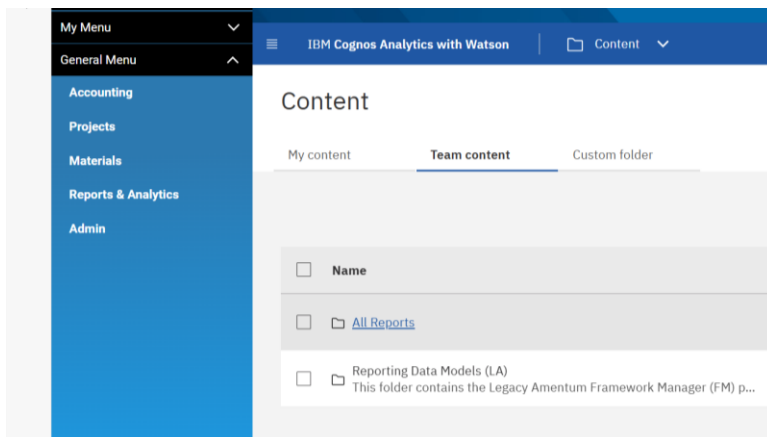 My Menu
General Menu
Accounting
Projects
Materials
Reports & Analytics
Admin
IBM Cognos Analytics with Watson
Content
Content
My content
Team content
Custom folder
Name
All Reports
Reporting Data Models (LA)
This folder contains the Legacy Amentum Framework Manager (FM) p...